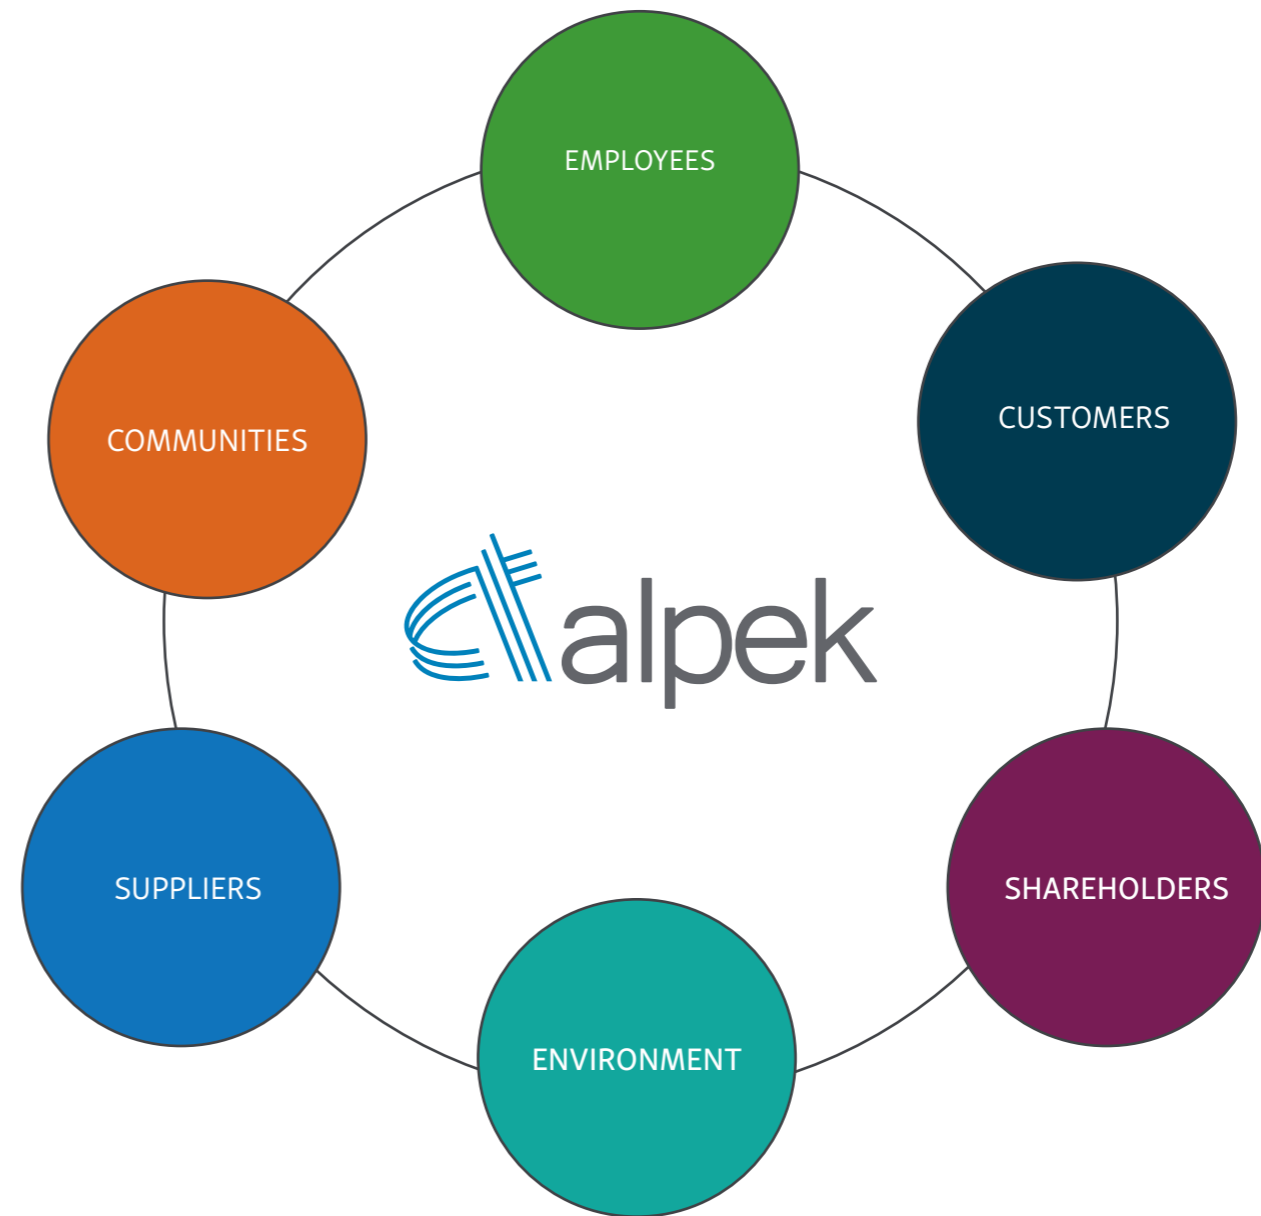 EMPLOYEES
CUSTOMERS
COMMUNITIES
alpek
SUPPLIERS
SHAREHOLDERS
ENVIRONMENT